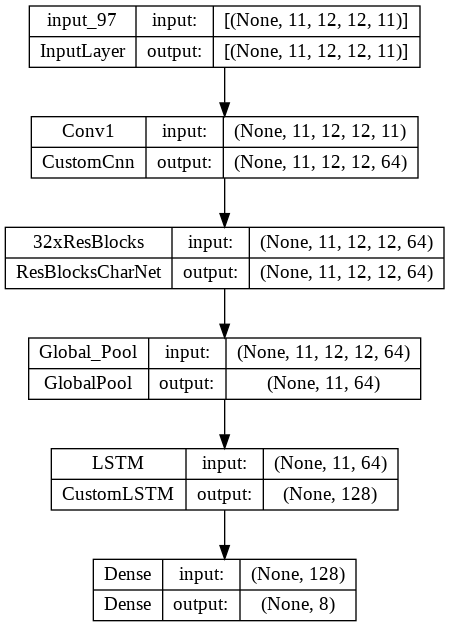 input_97 input: [(None, 11, 12, 12, 11)]
InputLayer output: [(None, 11, 12, 12, 11)]
Conv1 input: (None, 11, 12, 12, 11)
CustomCnn output: (None, 11, 12, 12, 64)
32xResBlocks input: (None, 11, 12, 12, 64)
ResBlocksCharNet output: (None, 11, 12, 12, 64)
Global_Pool input: (None, 11, 12, 12, 64)
GlobalPool output: (None, 11, 64)
LSTM input: (None, 11, 64)
CustomLSTM output: (None, 128)
Dense input: (None, 128)
Dense output: (None, 8)